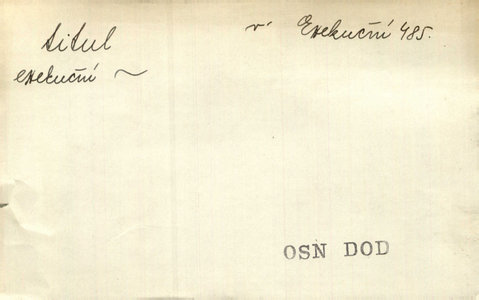 titul
v Exekuční 485.
exekuční ~
OSN DOD